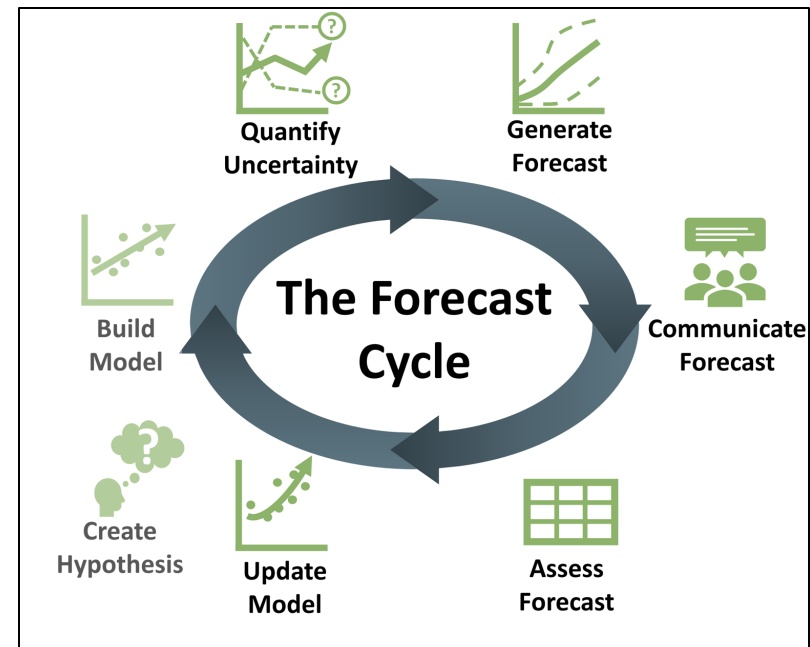 ?
?
Quantify
Uncertainty
Generate
Forecast
The Forecast
Cycle
Communicate
Forecast
Build
Model
?
Create
Hypothesis
Update
Model
Assess
Forecast